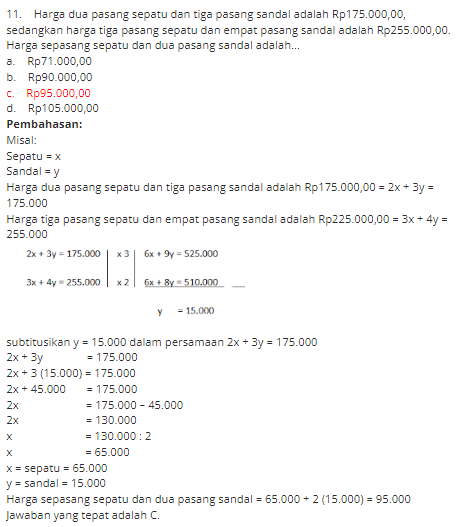 11. Harga dua pasang sepatu dan tiga pasang sandal adalah Rp175.000,00,
sedangkan harga tiga pasang sepatu dan empat pasang sandal adalah Rp255.000,00.
Harga sepasang sepatu dan dua pasang sandal adalah...
a. Rp71.000,00
b. Rp90.000,00
c. Rp95.000,00
d. Rp105.000,00
Pembahasan:
Misal:
Sepatu = x
Sandal = y
Harga dua pasang sepatu dan tiga pasang sandal adalah Rp175.000,00 = 2x + 3y =
175.000
Harga tiga pasang sepatu dan empat pasang sandal adalah Rp225.000,00 = 3x + 4y =
255.000
2x + 3y = 175.000 | x 3 | 6x + 9y = 525.000
3x + 4y = 255.000 | x 2 | 6x + 8y = 510.000 —
y = 15.000
subtitusikan y = 15.000 dalam persamaan 2x + 3y = 175.000
2x + 3y = 175.000
2x + 3 (15.000) = 175.000
2x + 45.000 = 175.000
2x = 175.000 – 45.000
2x = 130.000
x = 130.000 : 2
x = 65.000
x = sepatu = 65.000
y = sandal = 15.000
Harga sepasang sepatu dan dua pasang sandal = 65.000 + 2 (15.000) = 95.000
Jawaban yang tepat adalah C.